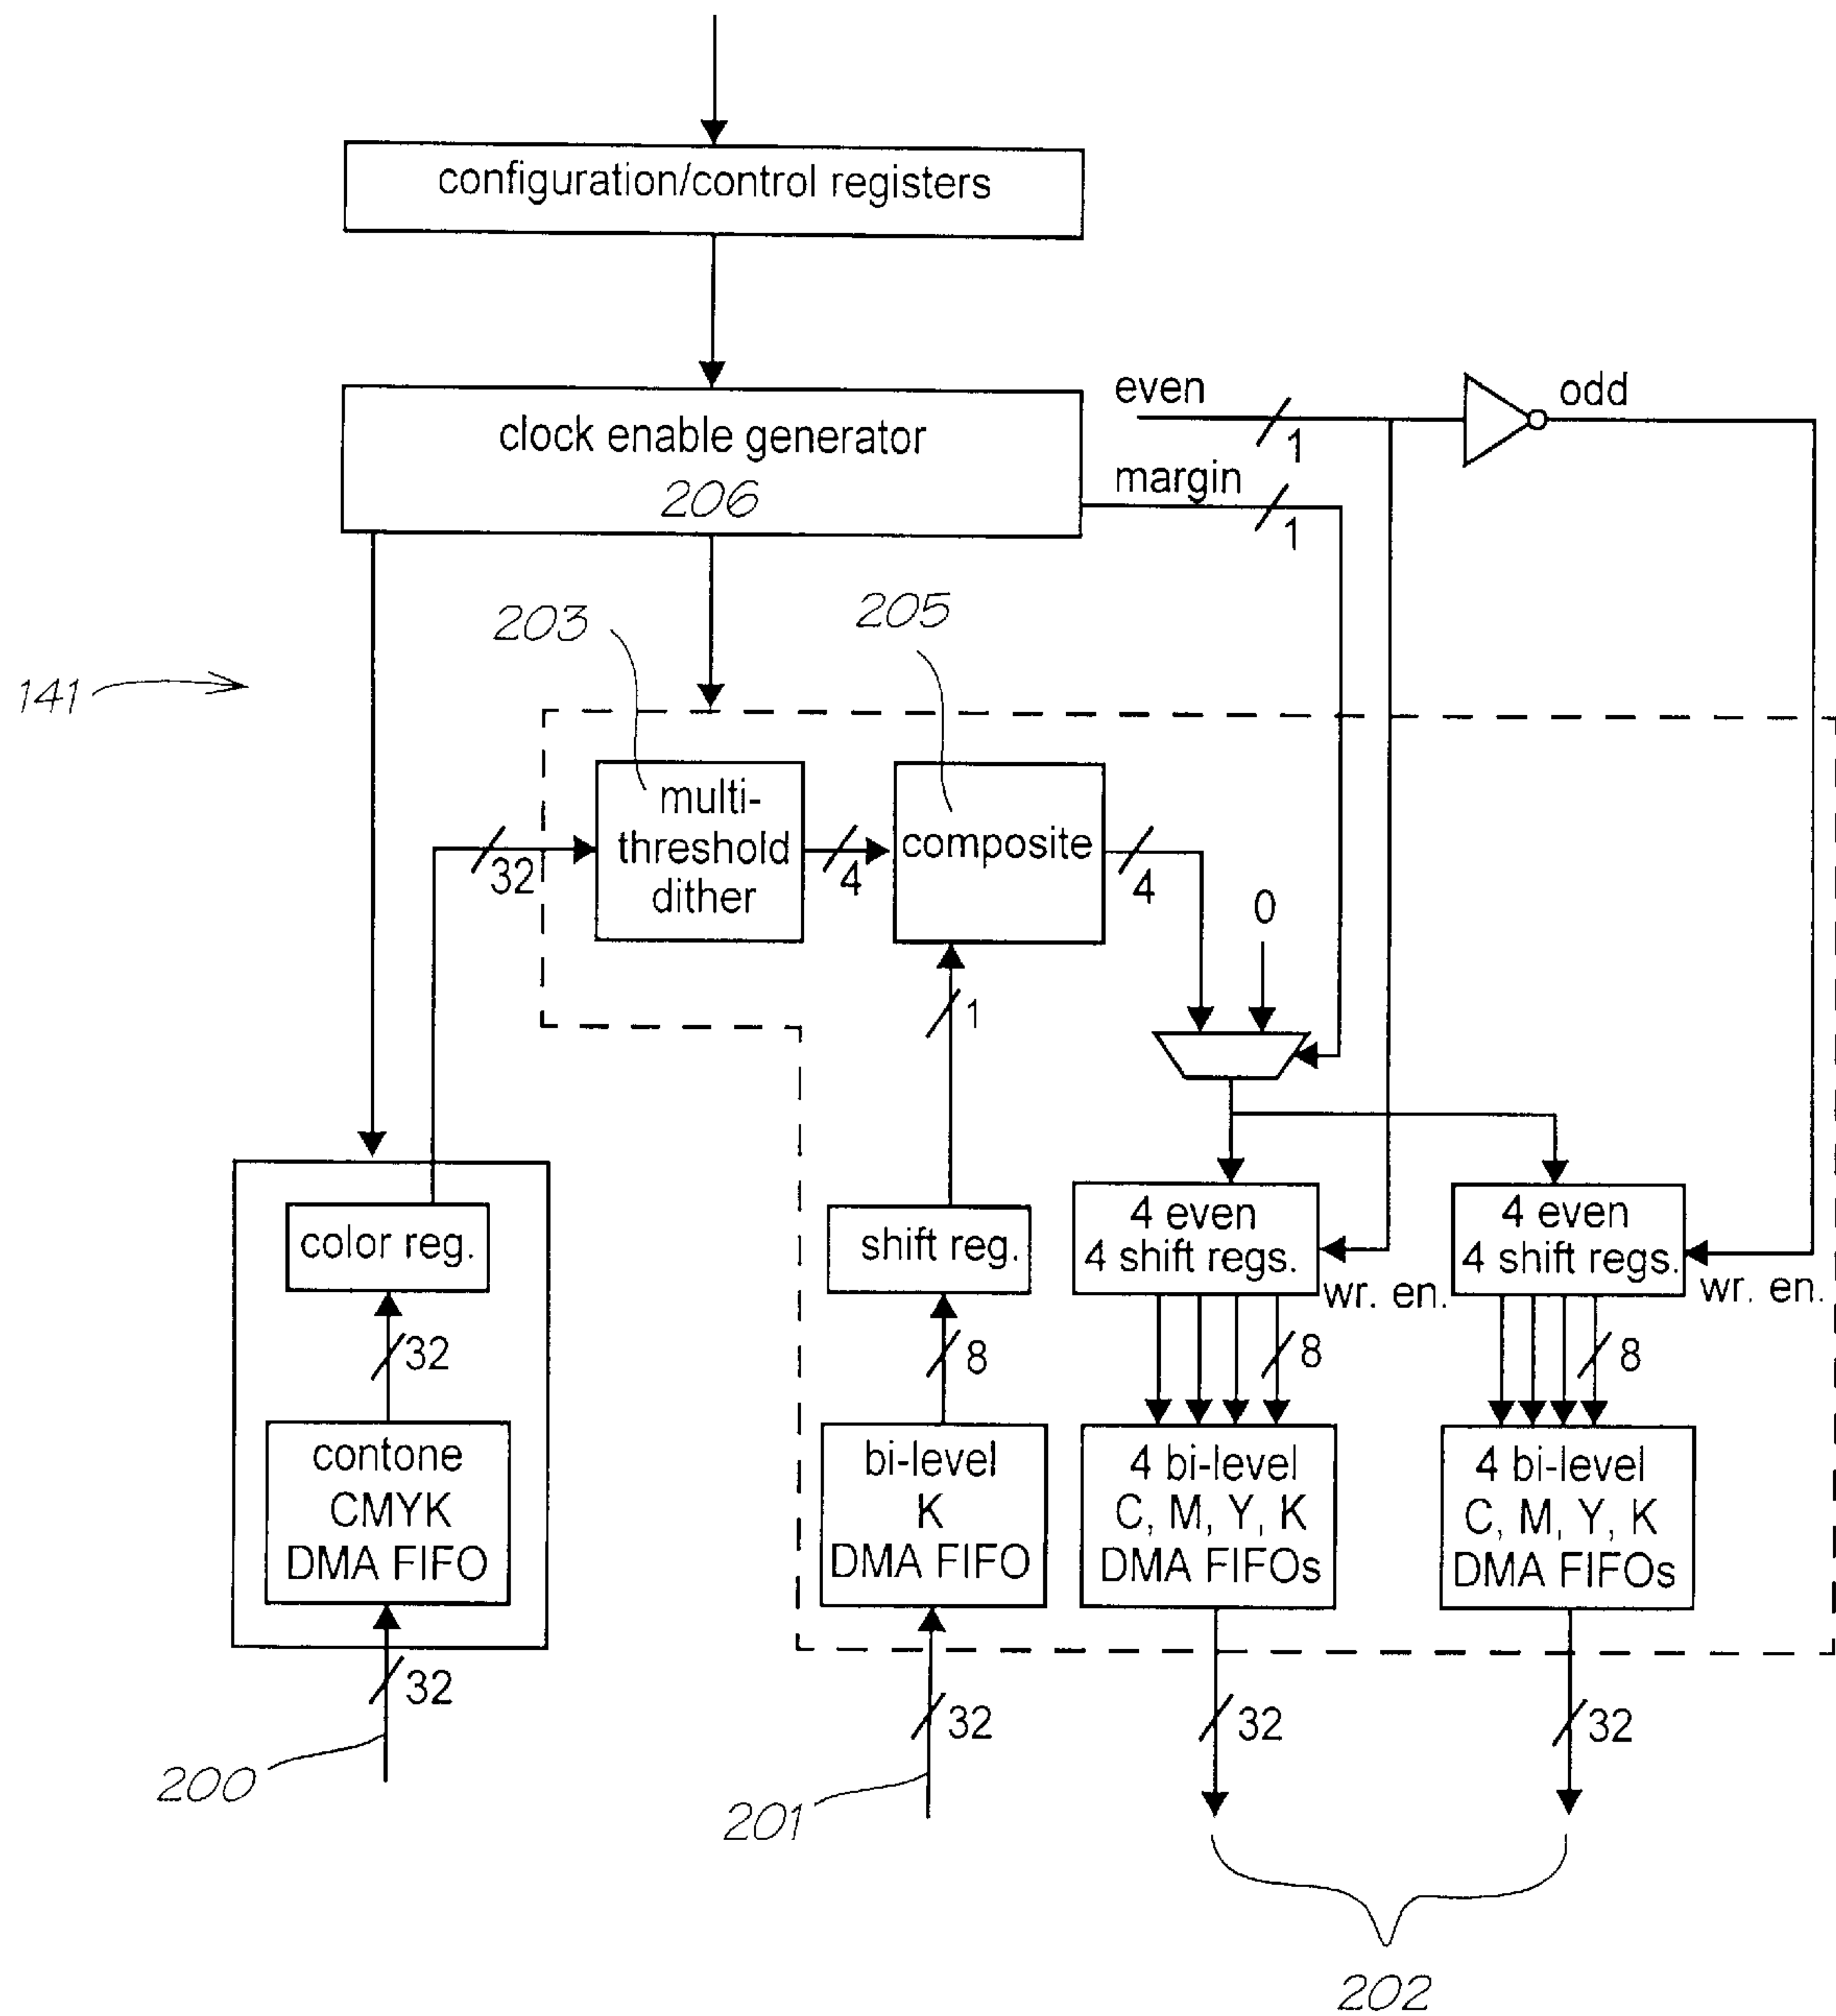 configuration/control registers
clock enable generator
206
even
1
odd
margin
1
203
205
141
multi-
threshold
dither
composite
32
4
4
0
1
color reg.
shift reg.
4 even
4 shift regs.
wr. en.
4 even
4 shift regs.
wr. en.
32
8
8
8
contone
CMYK
DMA FIFO
bi-level
K
DMA FIFO
4 bi-level
C, M, Y, K
DMA FIFOs
4 bi-level
C, M, Y, K
DMA FIFOs
32
32
32
32
200
201
202